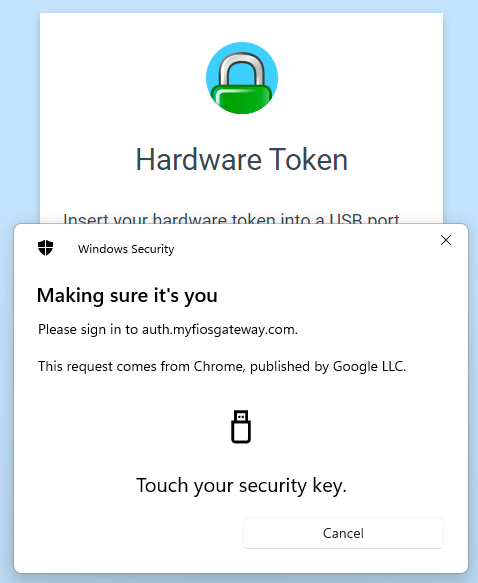 Hardware Token
Insert your hardware token into a USB port
Windows Security
Making sure it's you
Please sign in to auth.myfiosgateway.com.
This request comes from Chrome, published by Google LLC.
Touch your security key.
Cancel